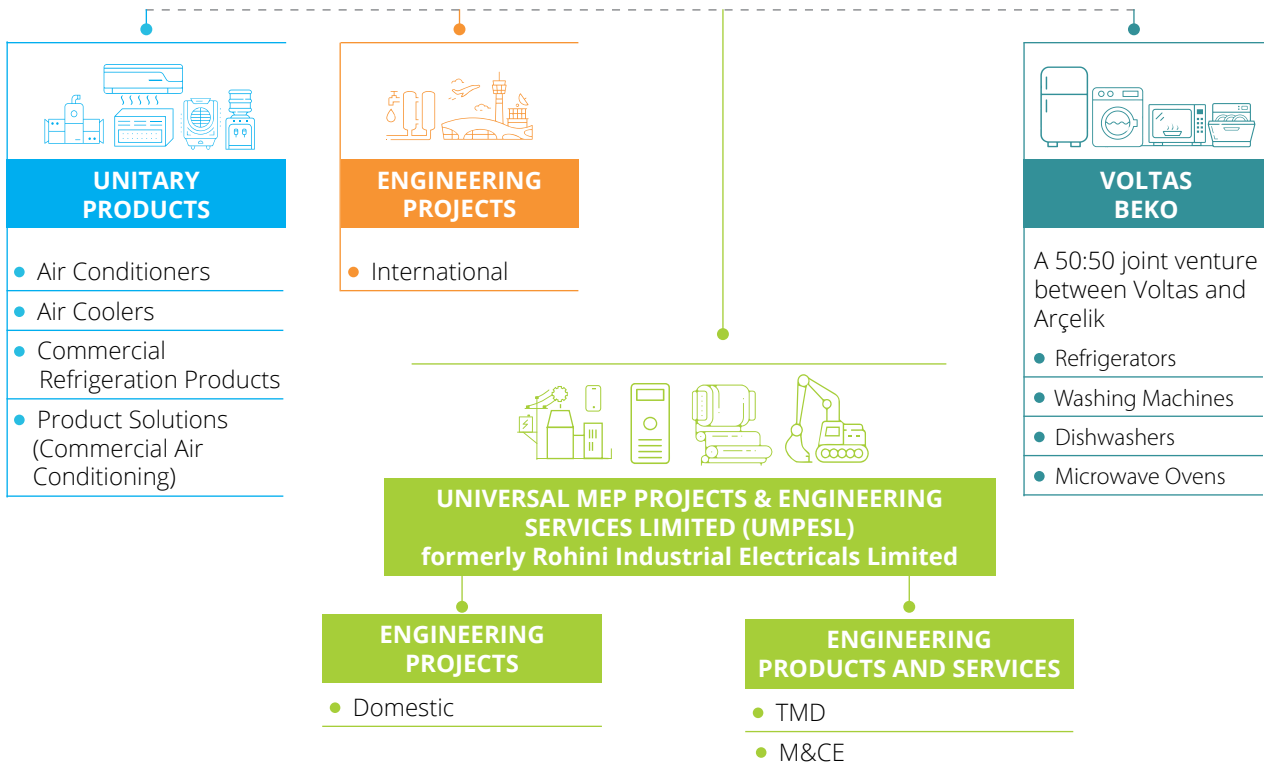 UNITARY
PRODUCTS
• Air Conditioners
• Air Coolers
• Commercial
Refrigeration Products
• Product Solutions
(Commercial Air
Conditioning)
ENGINEERING
PROJECTS
• International
VOLTAS
BEKO
A 50:50 joint venture
between Voltas and
Arçelik
• Refrigerators
• Washing Machines
• Dishwashers
• Microwave Ovens
UNIVERSAL MEP PROJECTS & ENGINEERING
SERVICES LIMITED (UMPESL)
formerly Rohini Industrial Electricals Limited
ENGINEERING
PROJECTS
• Domestic
ENGINEERING
PRODUCTS AND SERVICES
• TMD
• M&CE